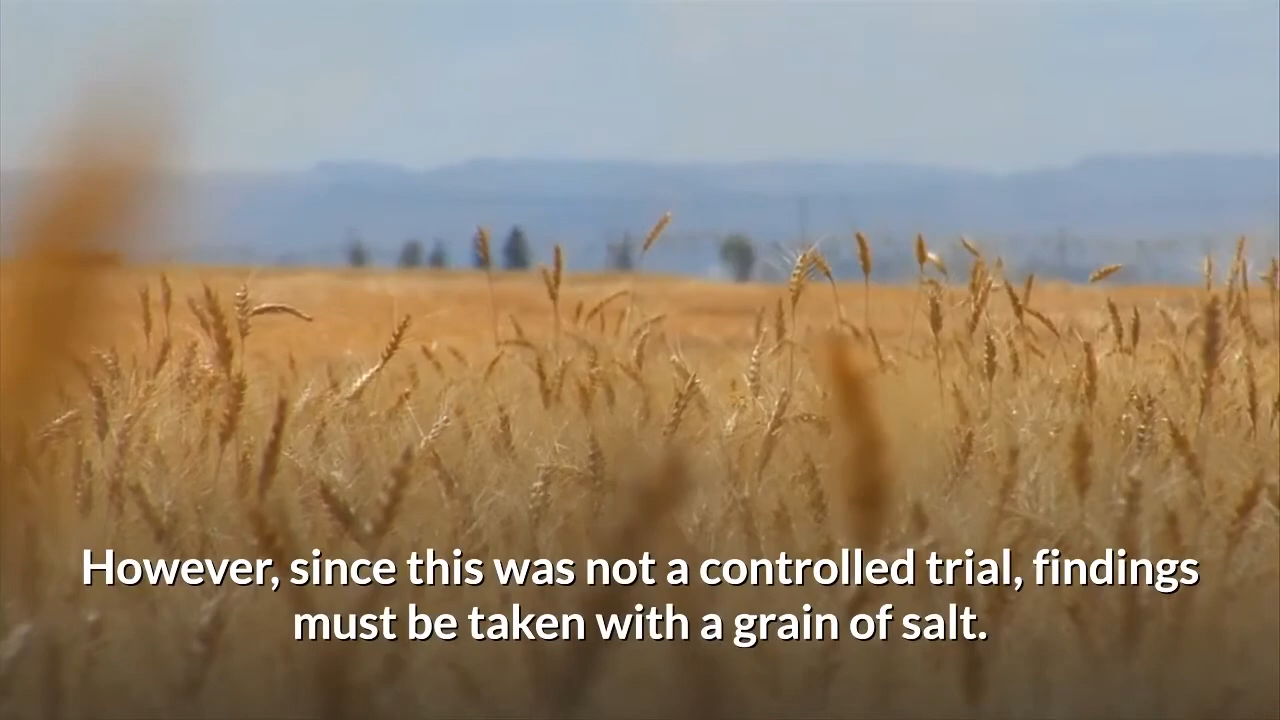 However, since this was not a controlled trial, findings
must be taken with a grain of salt.